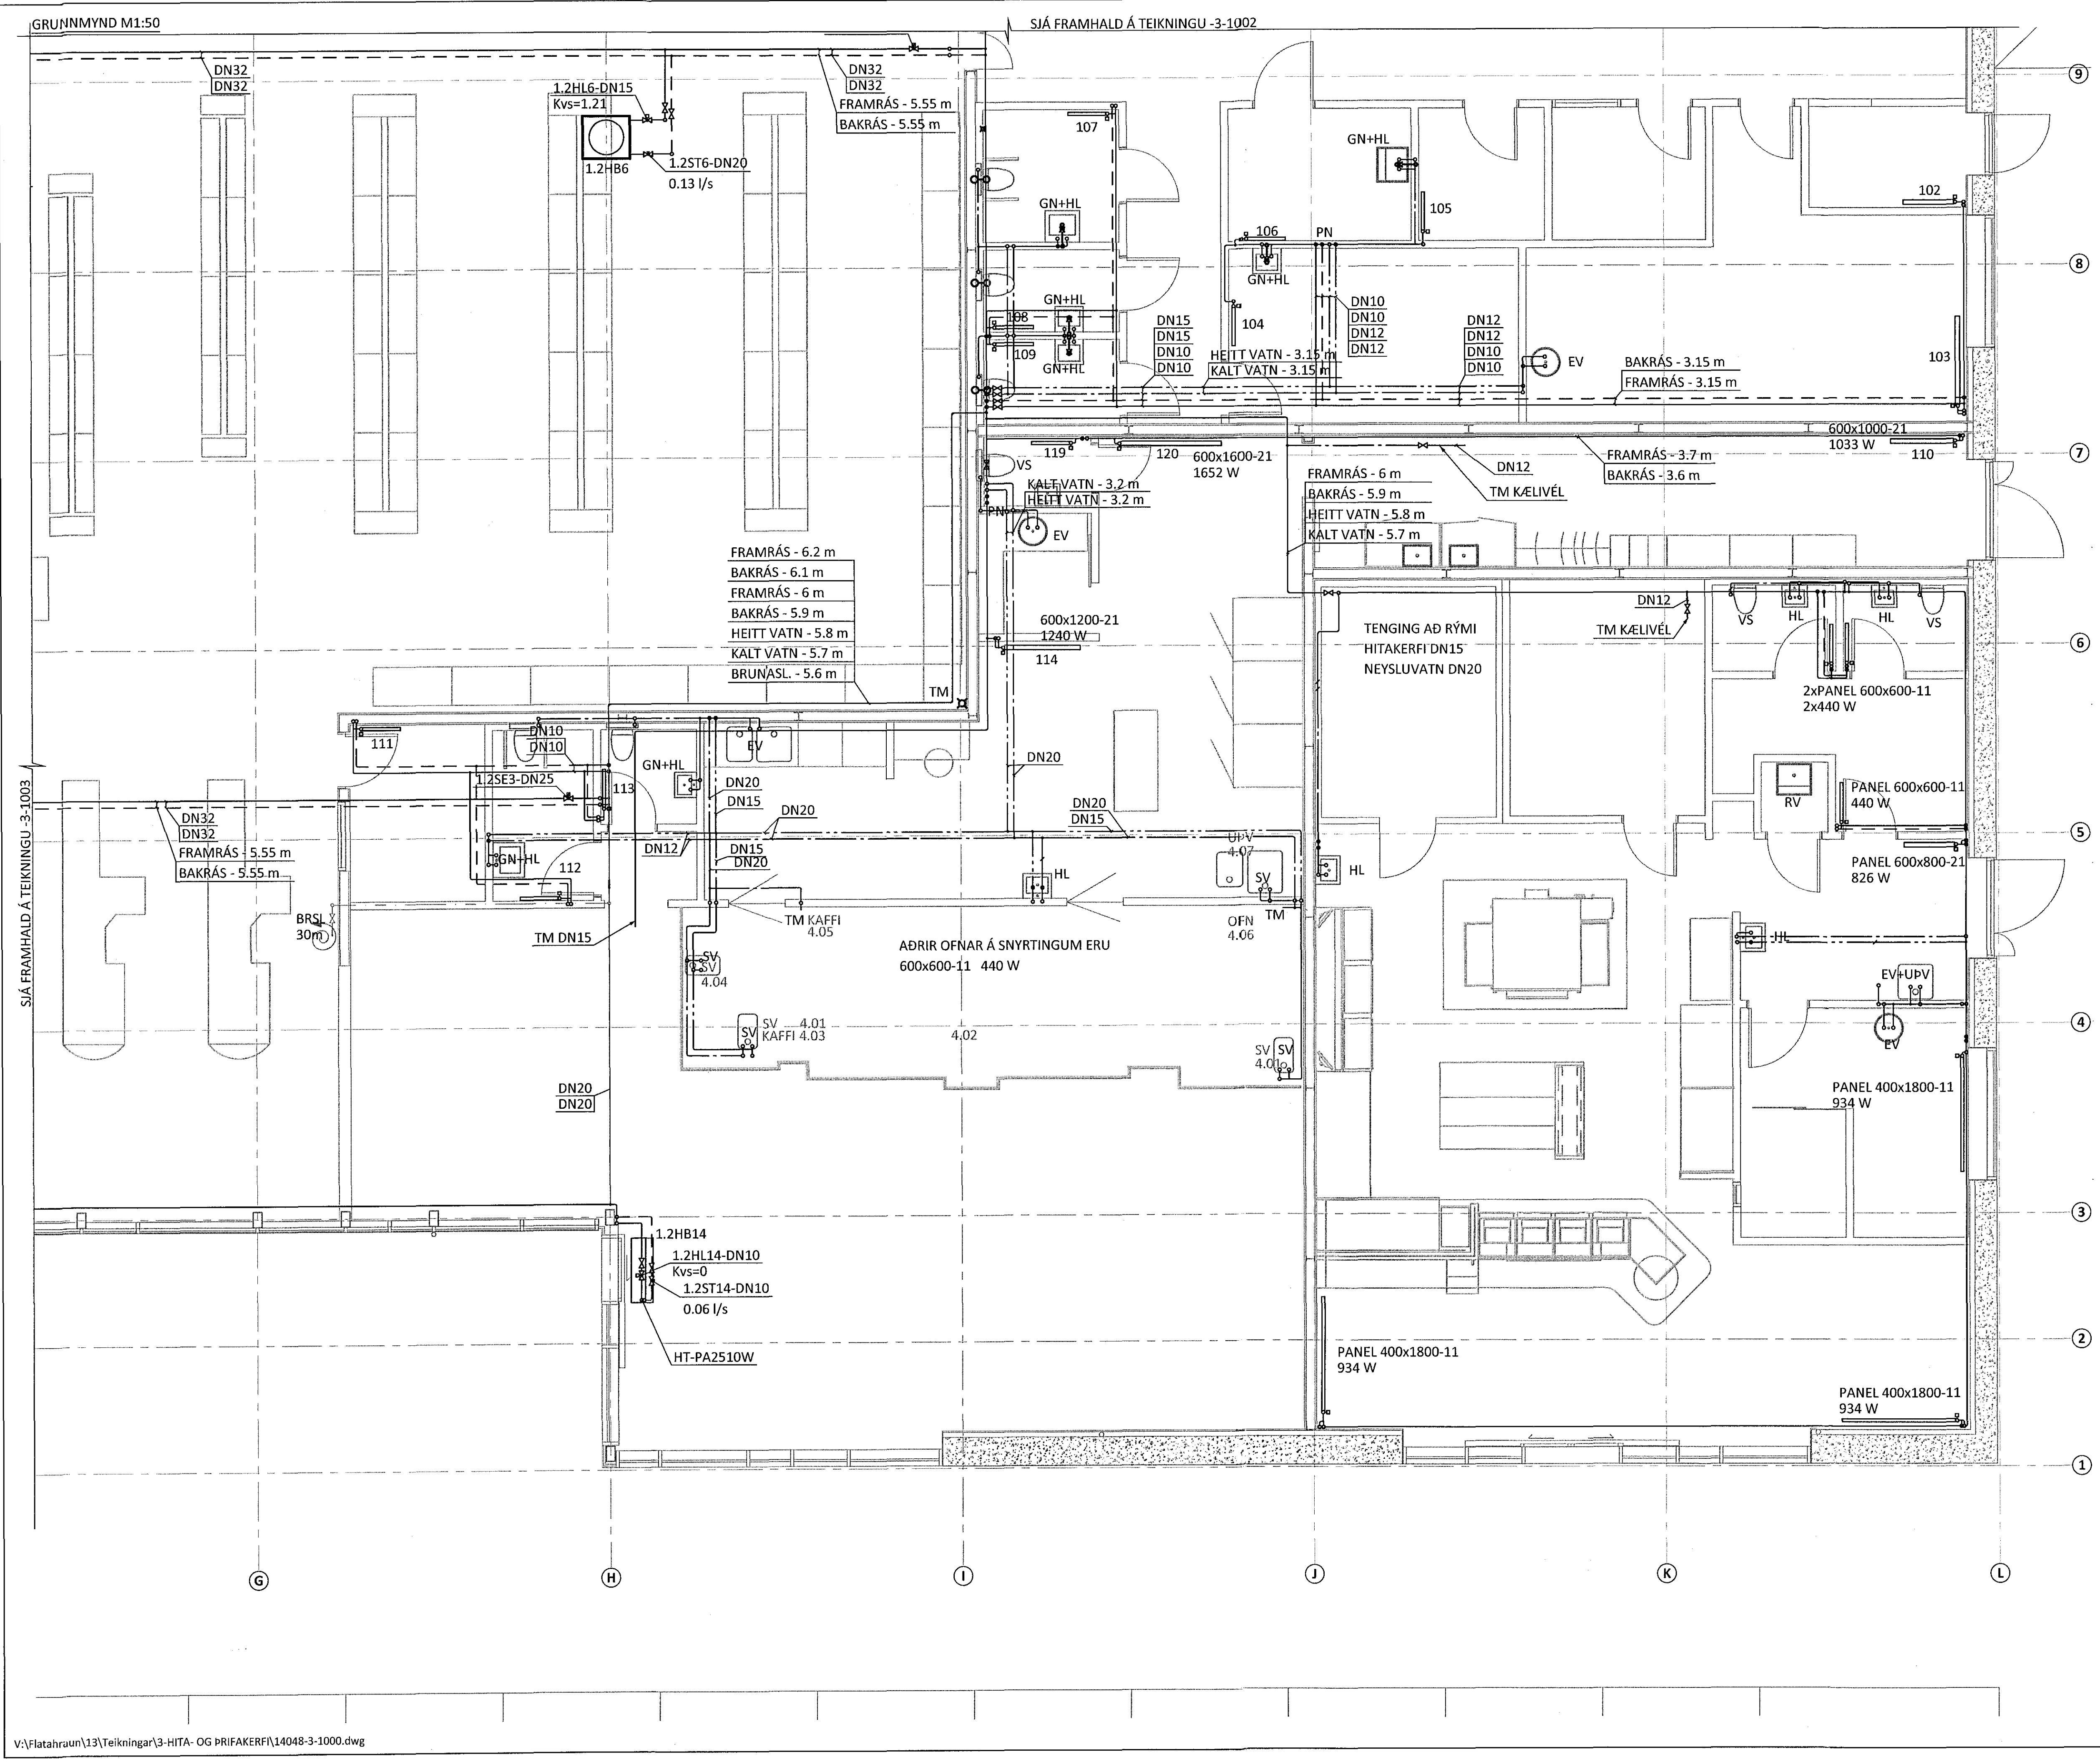 GRUNNMYND M1:50
SJÁ FRAMHALD Á TEIKNINGU -3-1002
DN32
DN32
1.2HL6-DN15
Kvs=1.21
1.2HB6
1.2ST6-DN20
0.13 l/s
DN32
DN32
FRAMRÁS - 5.55 m
BAKRÁS - 5.55 m
107
GN+HL
GN+HL
108
109
GN+HL
GN+HL
105
106
PN
GN+HL
104
102
103
9
8
DN15
DN15
DN10
DN10
HEITT VATN - 3.15 m
KALT VATN - 3.15 m
DN10
DN10
DN12
DN12
DN12
DN12
DN10
DN10
EV
BAKRÁS - 3.15 m
FRAMRÁS - 3.15 m
600x1000-21
1033 W
110
7
119
120
600x1600-21
1652 W
VS
KALT VATN - 3.2 m
HEITT VATN - 3.2 m
PN
EV
FRAMRÁS - 6 m
BAKRÁS - 5.9 m
HEITT VATN - 5.8 m
KALT VATN - 5.7 m
DN12
TM KÆLIVÉL
FRAMRÁS - 3.7 m
BAKRÁS - 3.6 m
FRAMRÁS - 6.2 m
BAKRÁS - 6.1 m
FRAMRÁS - 6 m
BAKRÁS - 5.9 m
HEITT VATN - 5.8 m
KALT VATN - 5.7 m
BRUNASL. - 5.6 m
TM
600x1200-21
1240 W
114
TENGING AÐ RÝMI
HITAKERFI DN15
NEYSLUVATN DN20
DN12
TM KÆLIVÉL
VS
HL
HL
VS
6
2xPANEL 600x600-11
2x440 W
111
DN10
DN10
1.2SE3-DN25
113
GN+HL
EV
DN20
DN15
DN20
DN20
DN20
DN15
RV
PANEL 600x600-11
440 W
5
SJÁ FRAMHALD Á TEIKNINGU -3-1003
DN32
DN32
FRAMRÁS - 5.55 m
BAKRÁS - 5.55 m
GN+HL
112
DN12
DN15
DN20
HL
UÞV
4.07
SV
TM
HL
PANEL 600x800-21
826 W
BRSL
30m
TM DN15
TM KAFFI
4.05
AÐRIR OFNAR Á SNYRTINGUM ERU
600x600-11 440 W
OFN
4.06
HL
SV
SV
4.04
EV+UÞV
EV
4
SV
SV 4.01
KAFFI 4.03
4.02
SV
SV
4.01
DN20
DN20
PANEL 400x1800-11
934 W
3
1.2HB14
1.2HL14-DN10
Kvs=0
1.2ST14-DN10
0.06 l/s
HT-PA2510W
PANEL 400x1800-11
934 W
2
PANEL 400x1800-11
934 W
1
G
H
I
J
K
L
V:\Flatahraun\13\Teikningar\3-HITA- OG ÞRIFAKERFI\14048-3-1000.dwg